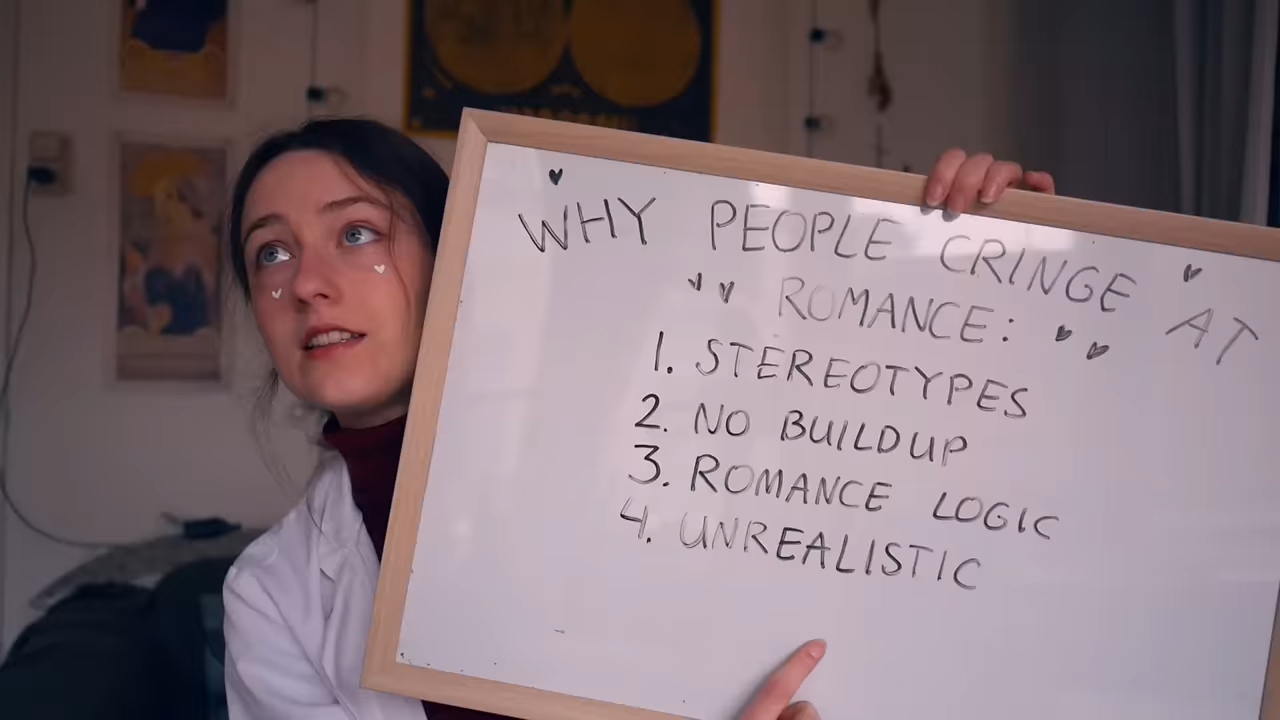 WHY PEOPLE CRINGE AT
ROMANCE:
1. STEREOTYPES
2. NO BUILDUP
3. ROMANCE LOGIC
4. UNREALISTIC